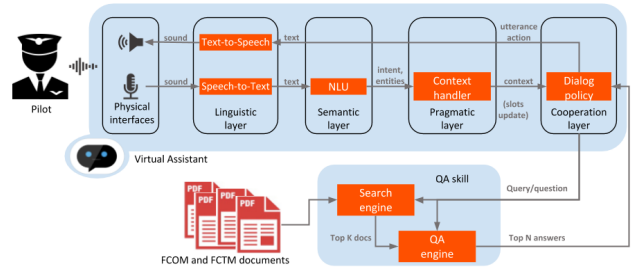 sound
Text-to-Speech
text
utterance
action
Pilot
sound
Speech-to-Text
text
NLU
intent,
entities
Context
handler
context
(slots
update)
Dialog
policy
Physical
interfaces
Linguistic
layer
Semantic
layer
Pragmatic
layer
Cooperation
layer
Virtual Assistant
QA skill
PDF
PDF
PDF
PDF
Search
engine
Query/question
Top K docs
QA
engine
Top N answers
FCOM and FCTM documents